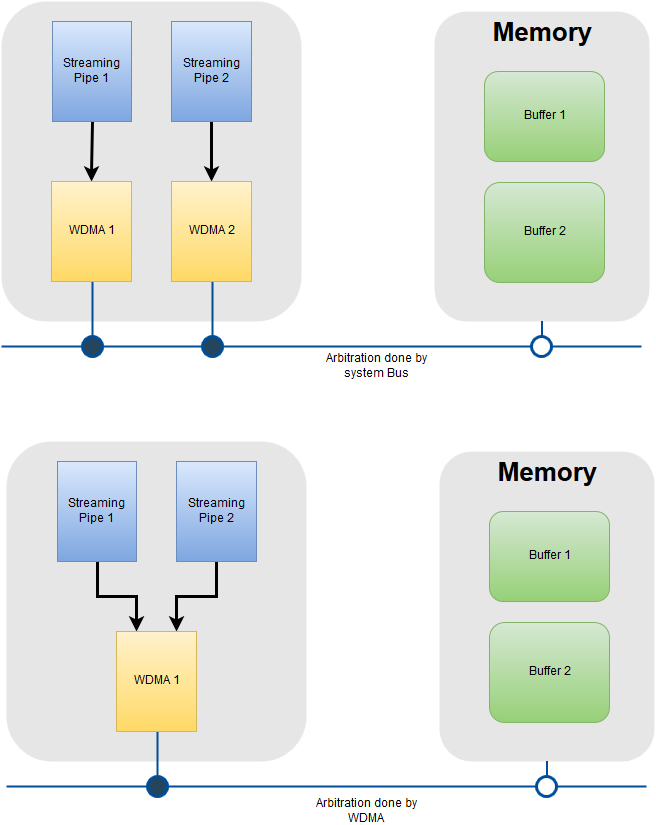 Streaming
Pipe 1
Streaming
Pipe 2
WDMA 1
WDMA 2
Memory
Buffer 1
Buffer 2
Arbitration done by
system Bus
Streaming
Pipe 1
Streaming
Pipe 2
WDMA 1
Memory
Buffer 1
Buffer 2
Arbitration done by
WDMA